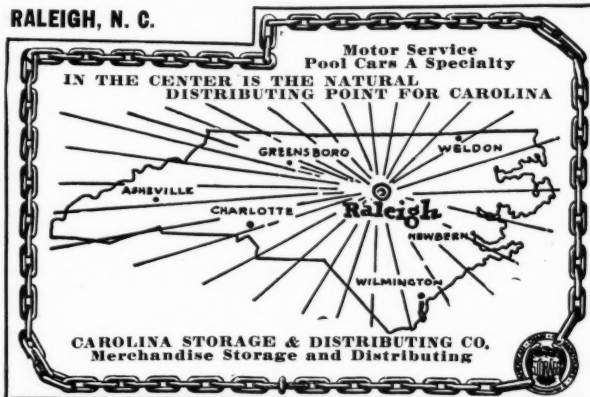 RALEIGH, N. C.
Motor Service
Pool Cars A Specialty
IN THE CENTER IS THE NATURAL
DISTRIBUTING POINT FOR CAROLINA
GREENSBORO
WELDON
ASHEVILLE
CHARLOTTE
Raleigh
NEWBERN
WILMINGTON
CAROLINA STORAGE & DISTRIBUTING CO.
Merchandise Storage and Distributing
STORAGE